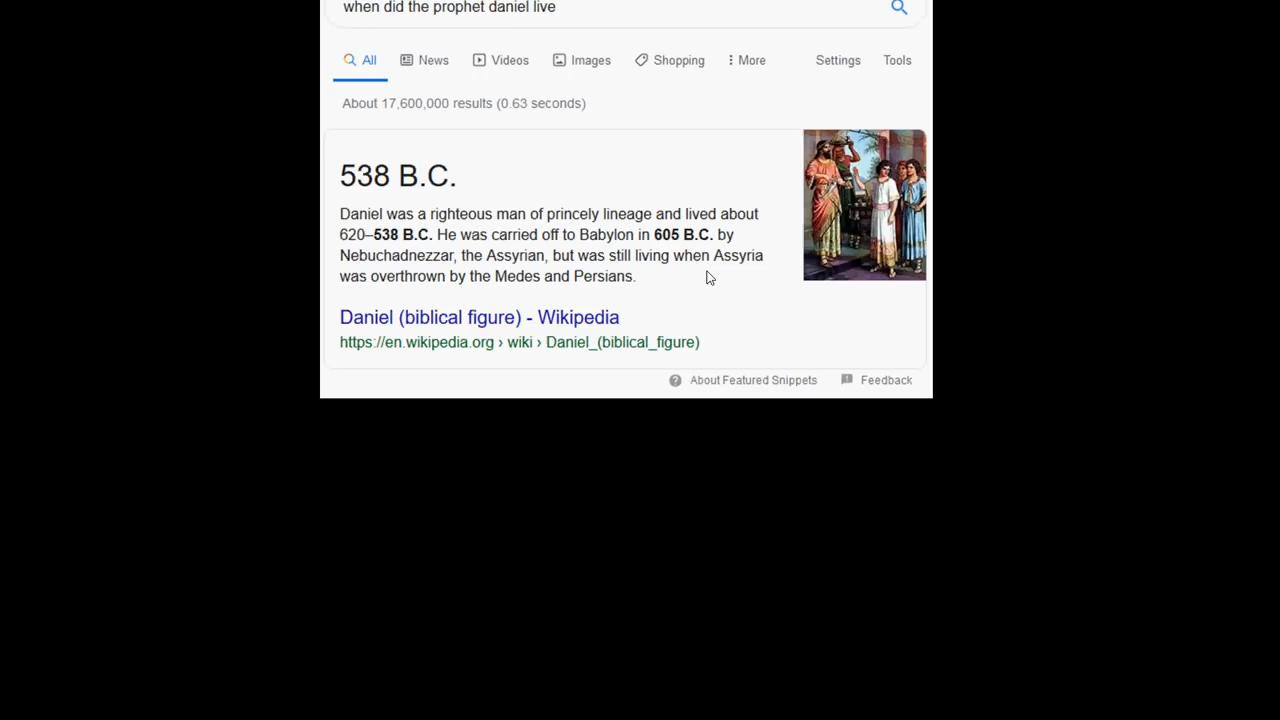 when did the prophet daniel live
All News Videos Images Shopping More Settings Tools
About 17,600,000 results (0.63 seconds)
538 B.C.
Daniel was a righteous man of princely lineage and lived about
620–538 B.C. He was carried off to Babylon in 605 B.C. by
Nebuchadnezzar, the Assyrian, but was still living when Assyria
was overthrown by the Medes and Persians.
Daniel (biblical figure) - Wikipedia
https://en.wikipedia.org › wiki › Daniel_(biblical_figure)
About Featured Snippets Feedback